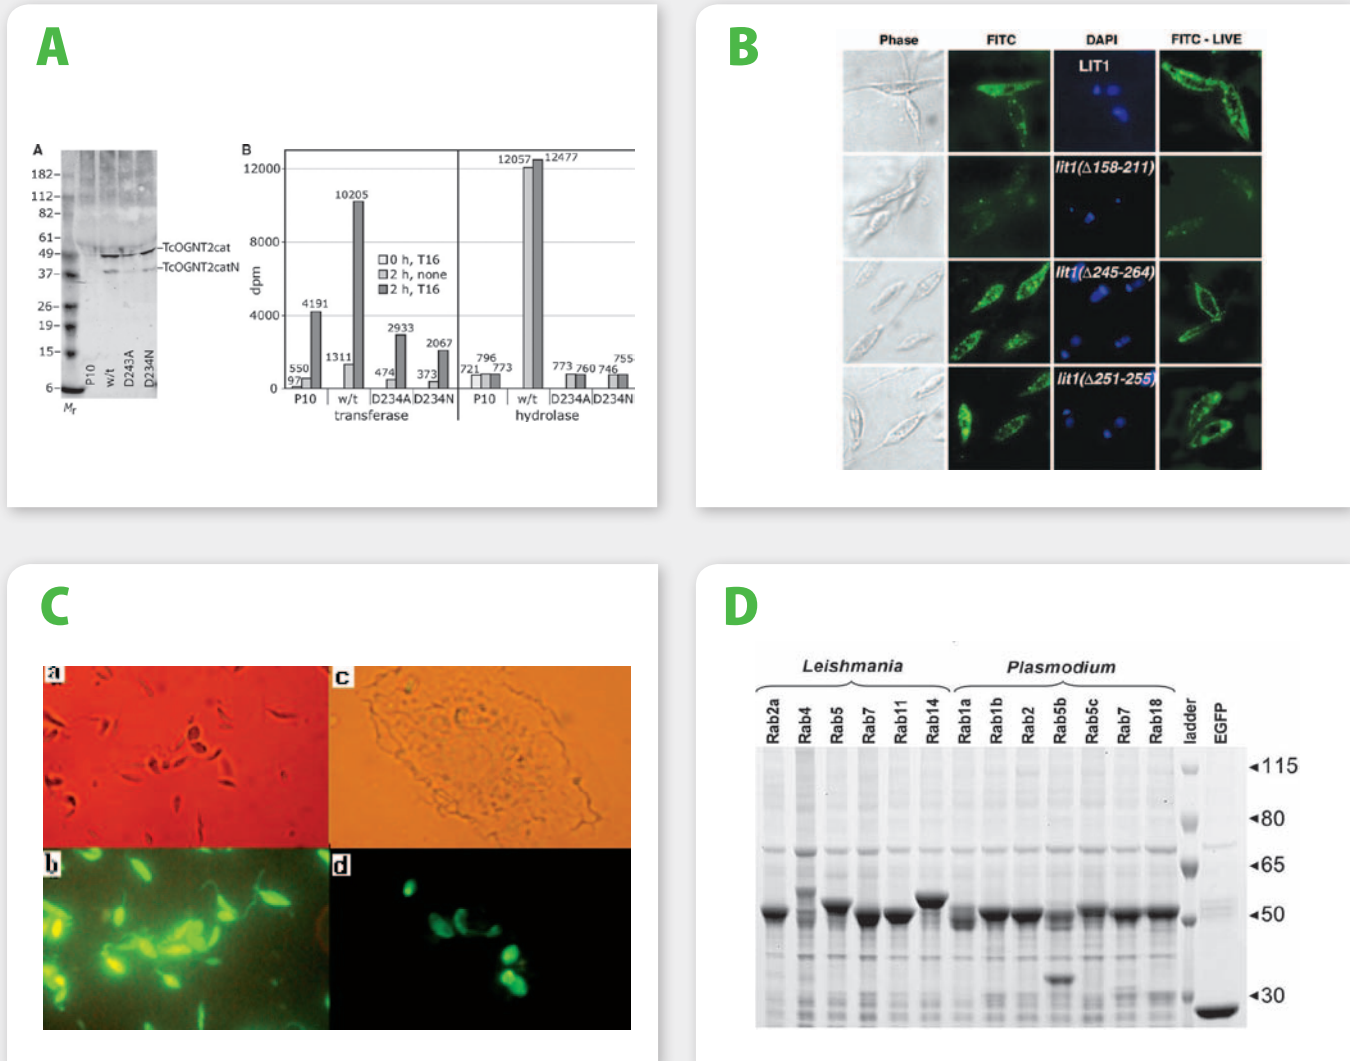 A
A
182
112
82
61
49
37
26
19
15
6
Mr
P10
w/t
D243A
D234N
TcOGNT2cat
TcOGNT2catN
B
dpm
12000
8000
4000
0
0 h, T16
2 h, none
2 h, T16
97
550
4191
1311
10205
474
2933
373
2067
721
796
773
12057
12477
773
760
746
755
P10
w/t
D234A
D234N
P10
w/t
D234A
D234N
transferase
hydrolase
B
Phase
FITC
DAPI
FITC - LIVE
LIT1
lit1(Δ158-211)
lit1(Δ245-264)
lit1(Δ251-255)
C
a
c
b
d
D
Leishmania
Plasmodium
Rab2a
Rab4
Rab5
Rab7
Rab11
Rab14
Rab1a
Rab1b
Rab2
Rab5b
Rab5c
Rab7
Rab18
ladder
EGFP
◄115
◄80
◄65
◄50
◄30